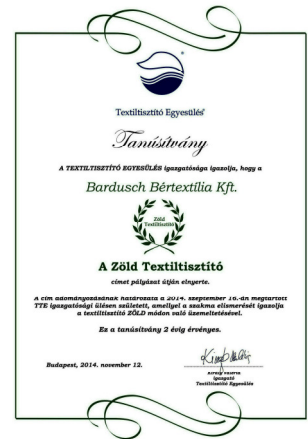 Textiltisztító Egyesülés
Tanúsítvány
A TEXTILTISZTÍTÓ EGYESÜLÉS igazgatósága igazolja, hogy a
Bardusch Bértextília Kft.
Zöld
Textiltisztító
A Zöld Textiltisztító
címet pályázat útján elnyerte.
A cím adományozásának határozata a 2014. szeptember 16.-án megtartott
TTE igazgatósági ülésen született, amellyel a szakma elismerését igazolja
a textiltisztító ZÖLD módon való üzemeltetésével.
Ez a tanúsítvány 2 évig érvényes.
Budapest, 2014. november 12.
igazgató
Textiltisztító Egyesülés